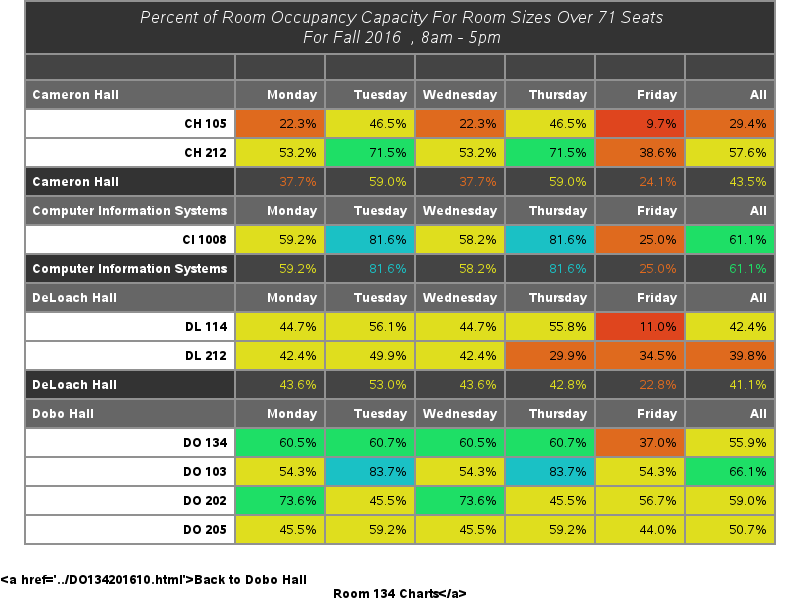 Percent of Room Occupancy Capacity For Room Sizes Over 71 Seats
For Fall 2016 , 8am - 5pm
Cameron Hall Monday Tuesday Wednesday Thursday Friday All
CH 105 22.3% 46.5% 22.3% 46.5% 9.7% 29.4%
CH 212 53.2% 71.5% 53.2% 71.5% 38.6% 57.6%
Cameron Hall 37.7% 59.0% 37.7% 59.0% 24.1% 43.5%
Computer Information Systems Monday Tuesday Wednesday Thursday Friday All
CI 1008 59.2% 81.6% 58.2% 81.6% 25.0% 61.1%
Computer Information Systems 59.2% 81.6% 58.2% 81.6% 25.0% 61.1%
DeLoach Hall Monday Tuesday Wednesday Thursday Friday All
DL 114 44.7% 56.1% 44.7% 55.8% 11.0% 42.4%
DL 212 42.4% 49.9% 42.4% 29.9% 34.5% 39.8%
DeLoach Hall 43.6% 53.0% 43.6% 42.8% 22.8% 41.1%
Dobo Hall Monday Tuesday Wednesday Thursday Friday All
DO 134 60.5% 60.7% 60.5% 60.7% 37.0% 55.9%
DO 103 54.3% 83.7% 54.3% 83.7% 54.3% 66.1%
DO 202 73.6% 45.5% 73.6% 45.5% 56.7% 59.0%
DO 205 45.5% 59.2% 45.5% 59.2% 44.0% 50.7%
<a href='../DO134201610.html'>Back to Dobo Hall
Room 134 Charts</a>